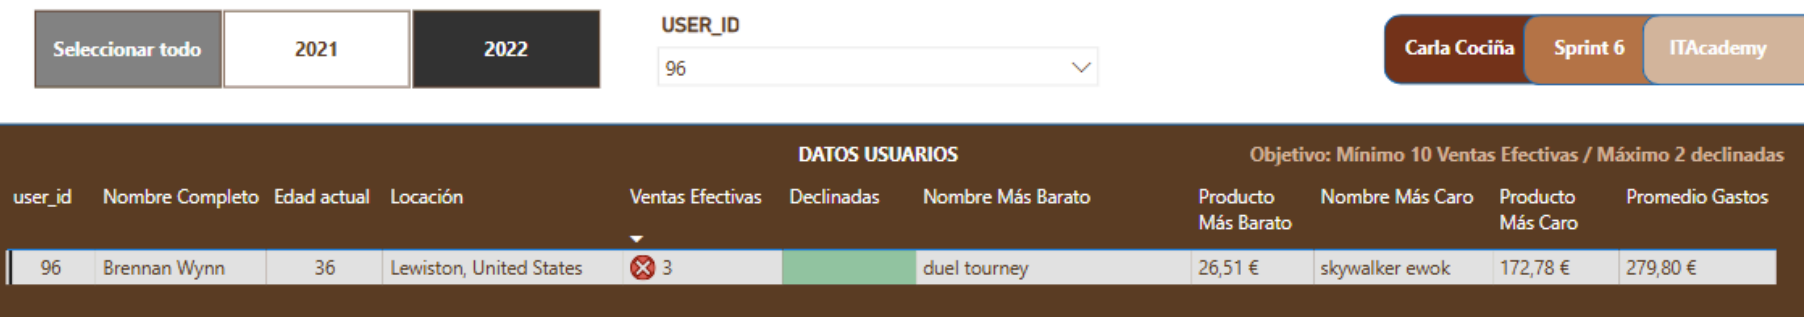 Seleccionar todo 2021 2022 USER_ID Carla Cociña Sprint 6 ITAcademy
96
DATOS USUARIOS Objetivo: Mínimo 10 Ventas Efectivas / Máximo 2 declinadas
user_id Nombre Completo Edad actual Locación Ventas Efectivas Declinadas Nombre Más Barato Producto Nombre Más Caro Producto Promedio Gastos
Más Barato Más Caro
96 Brennan Wynn 36 Lewiston, United States 3 duel tourney 26,51 € skywalker ewok 172,78 € 279,80 €